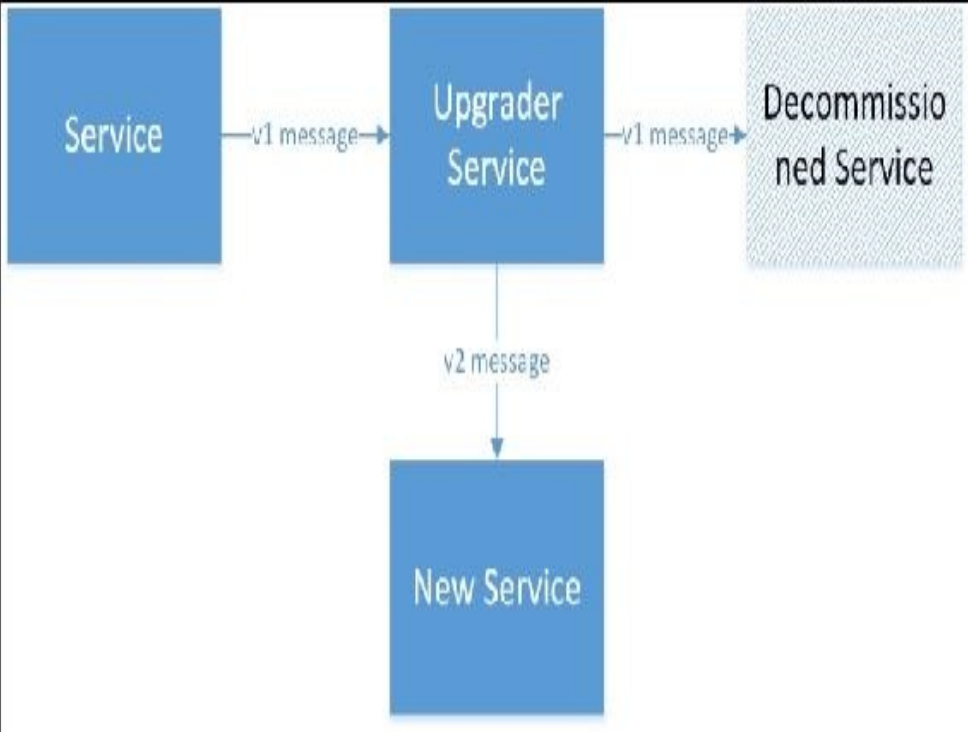 Service
v1 message
Upgrader
Service
v1 message
Decommissio
ned Service
v2 message
New Service